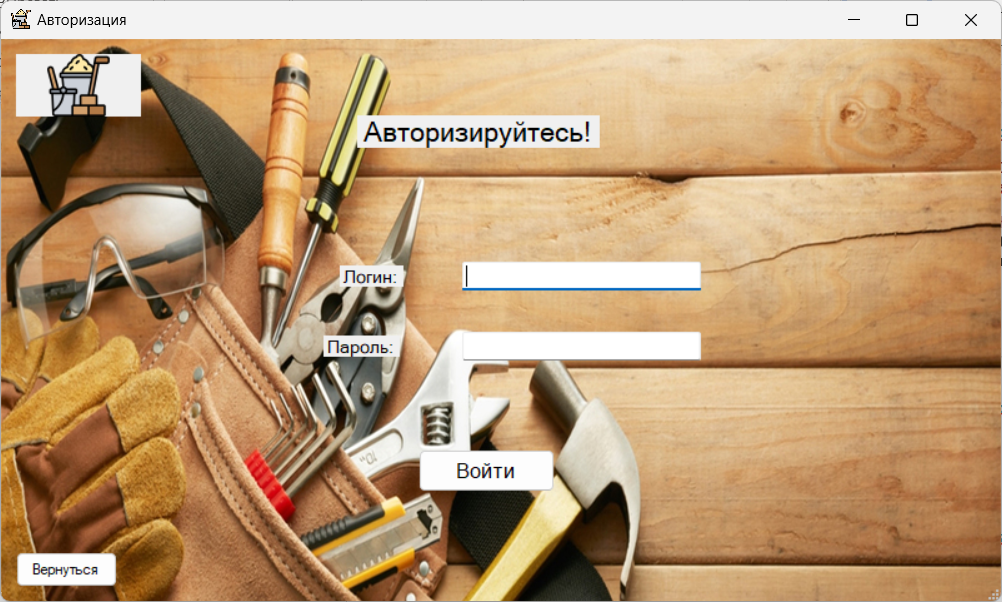 Авторизация
Авторизируйтесь!
Логин:
Пароль:
Войти
Вернуться